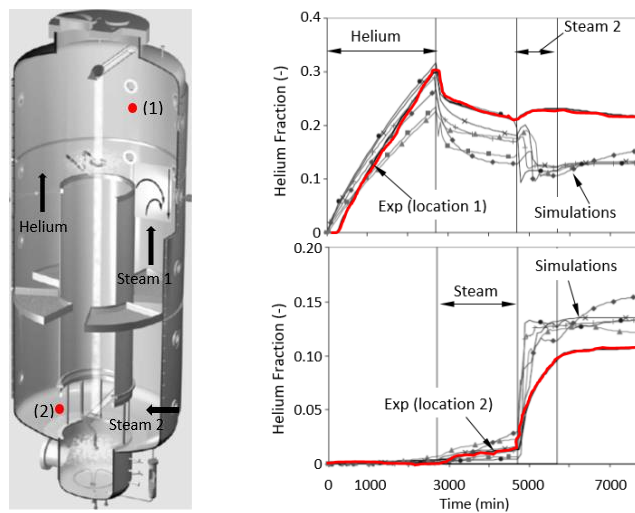 (1)
Helium
Steam 1
(2)
Steam 2
0.4
0.3
0.2
0.1
0
Helium Fraction (-)
Helium
Steam 2
Exp (location 1)
Simulations
0.20
0.15
0.10
0.05
0
Helium Fraction (-)
Steam
Simulations
Exp (location 2)
0 1000 3000 5000 7000
Time (min)